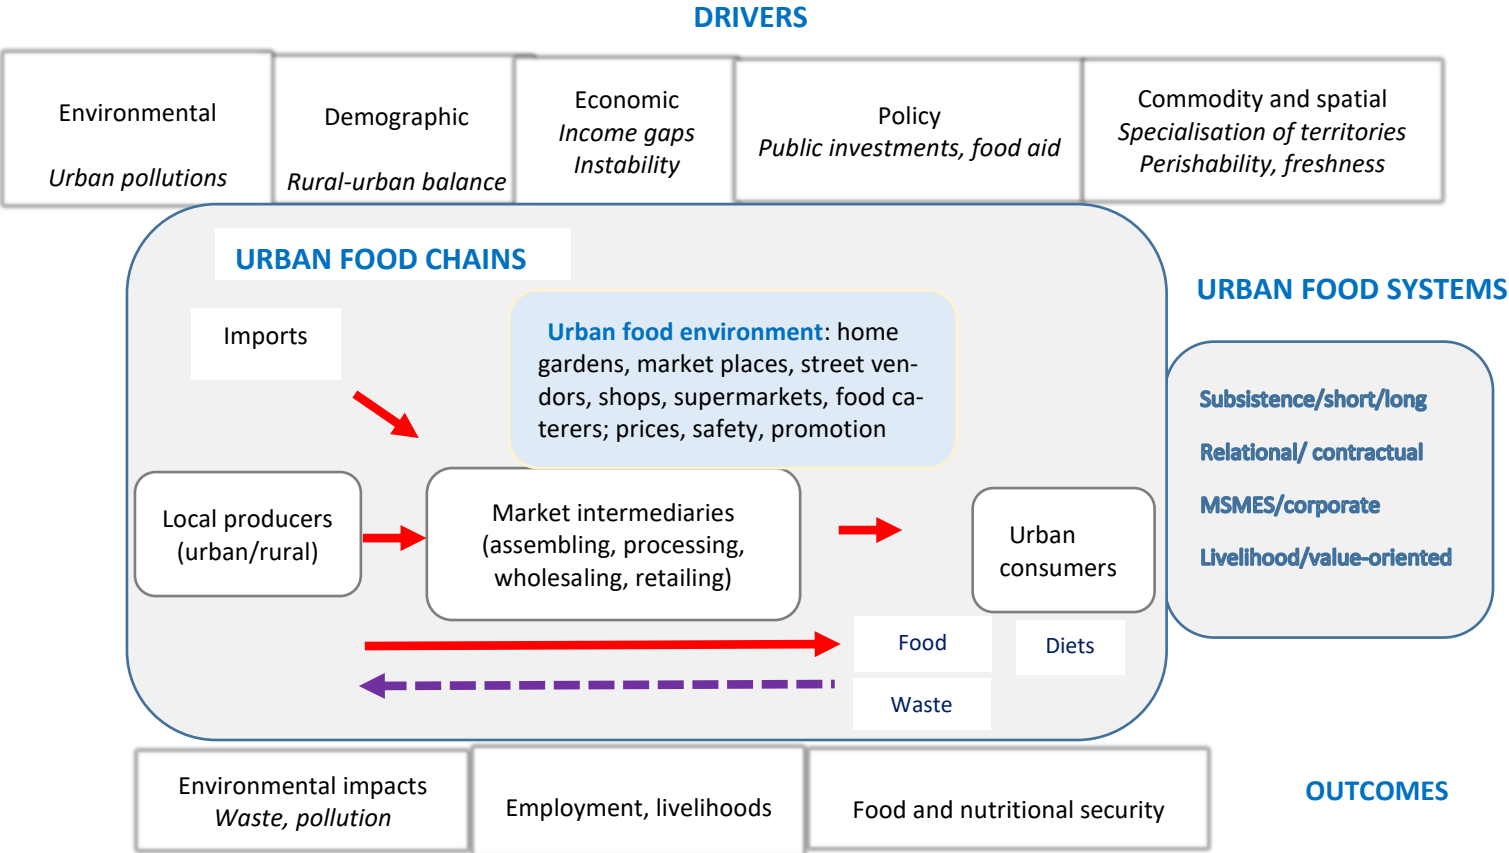 DRIVERS
Environmental
Urban pollutions
Demographic
Rural-urban balance
Economic
Income gaps
Instability
Policy
Public investments, food aid
Commodity and spatial
Specialisation of territories
Perishability, freshness
URBAN FOOD CHAINS
Imports
Urban food environment: home
gardens, market places, street ven-
dors, shops, supermarkets, food ca-
terers; prices, safety, promotion
Local producers
(urban/rural)
Market intermediaries
(assembling, processing,
wholesaling, retailing)
Urban
consumers
Food
Diets
Waste
URBAN FOOD SYSTEMS
Subsistence/short/long
Relational/ contractual
MSMES/corporate
Livelihood/value-oriented
Environmental impacts
Waste, pollution
Employment, livelihoods
Food and nutritional security
OUTCOMES